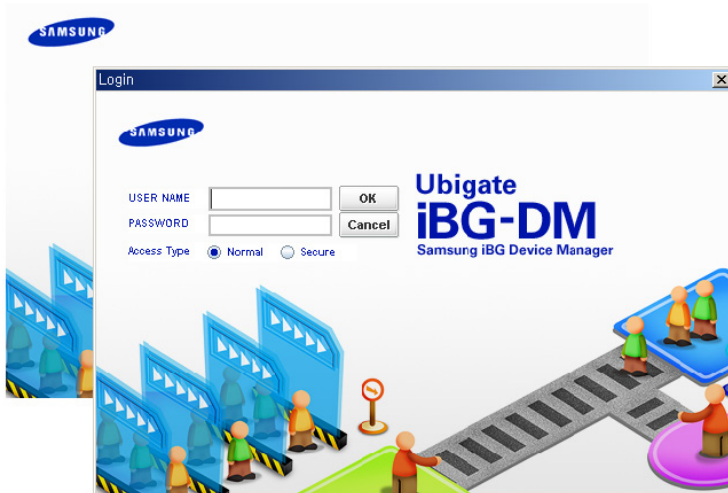 SAMSUNG
Login
SAMSUNG
USER NAME
OK
PASSWORD
Cancel
Access Type
Normal
Secure
Ubigate
iBG-DM
Samsung iBG Device Manager